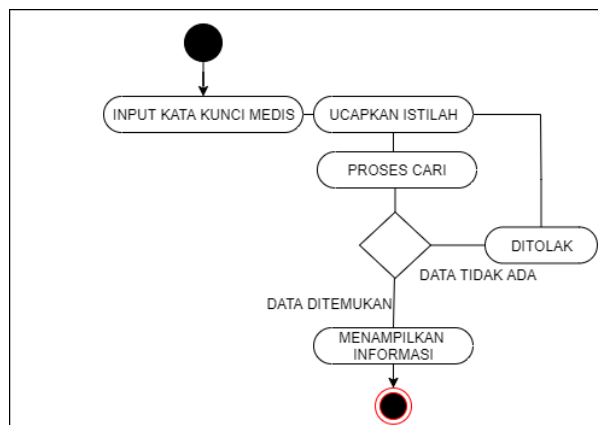 INPUT KATA KUNCI MEDIS
UCAPKAN ISTILAH
PROSES CARI
DITOLAK
DATA TIDAK ADA
DATA DITEMUKAN
MENAMPILKAN
INFORMASI